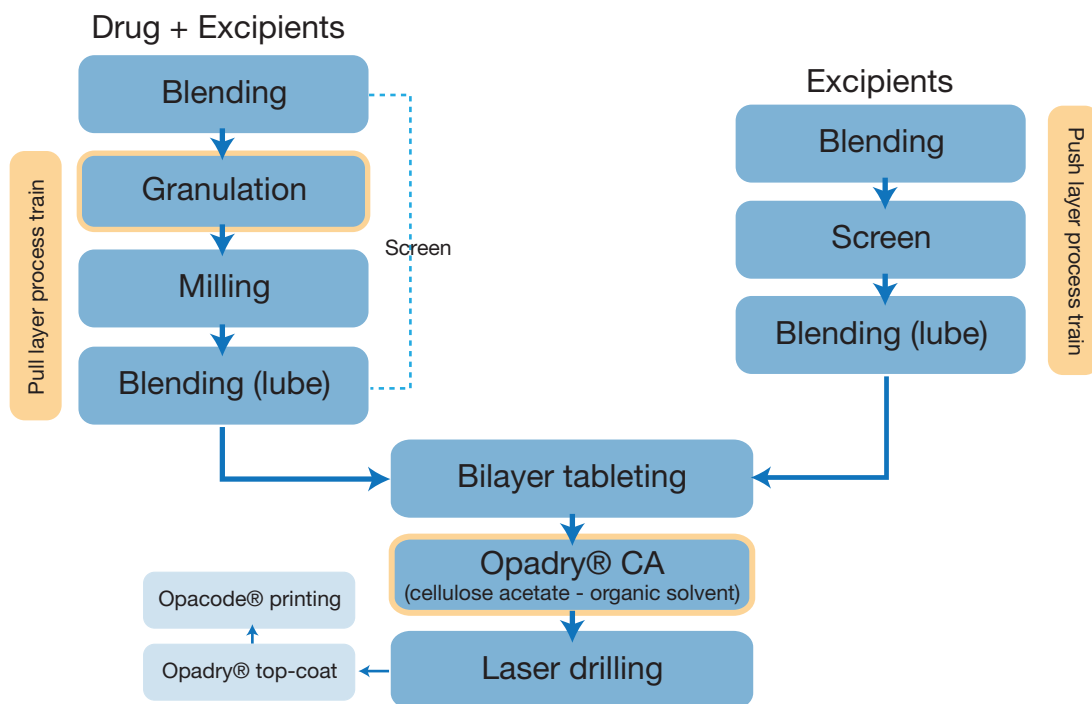 Drug + Excipients
Blending
Granulation
Milling
Blending (lube)
Pull layer process train
Screen
Excipients
Blending
Screen
Blending (lube)
Push layer process train
Bilayer tableting
Opadry® CA
(cellulose acetate - organic solvent)
Laser drilling
Opadry® top-coat
Opacode® printing